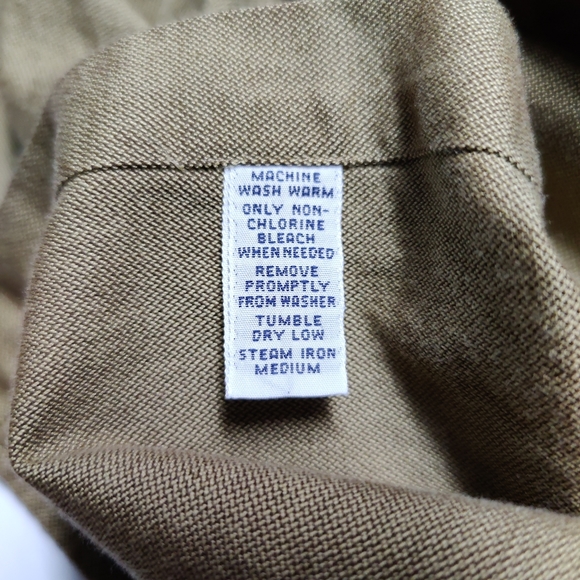 MACHINE
WASH WARM
ONLY NON-
CHLORINE
BLEACH
WHEN NEEDED
REMOVE
PROMPTLY
FROM WASHER
TUMBLE
DRY LOW
STEAM IRON
MEDIUM